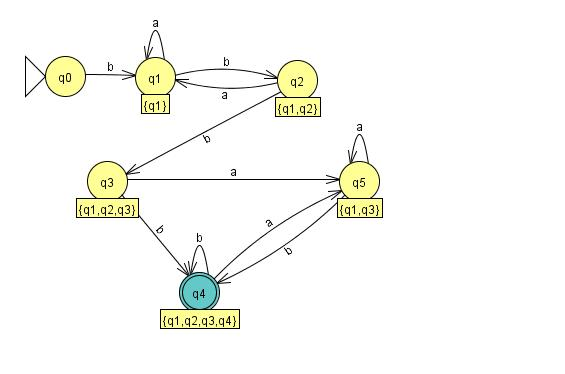 a
b
b
q0
q1
q2
a
{q1}
{q1,q2}
b
a
a
q3
q5
{q1,q2,q3}
{q1,q3}
b
b
a
b
q4
{q1,q2,q3,q4}